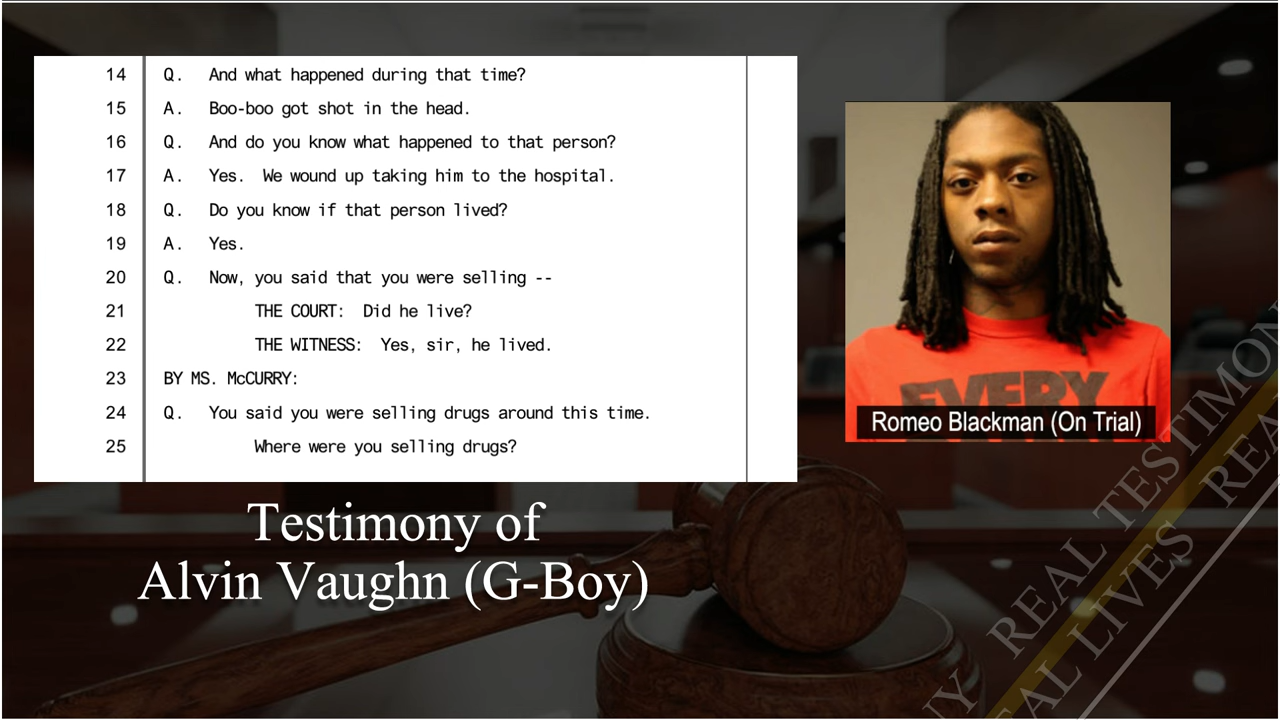 14 Q. And what happened during that time?
15 A. Boo-boo got shot in the head.
16 Q. And do you know what happened to that person?
17 A. Yes. We wound up taking him to the hospital.
18 Q. Do you know if that person lived?
19 A. Yes.
20 Q. Now, you said that you were selling --
21 THE COURT: Did he live?
22 THE WITNESS: Yes, sir, he lived.
23 BY MS. McCURRY:
24 Q. You said you were selling drugs around this time.
25 Where were you selling drugs?
Testimony of
Alvin Vaughn (G-Boy)
EVERY
Romeo Blackman (On Trial)
REAL TESTIMON
REAL LIVES REA